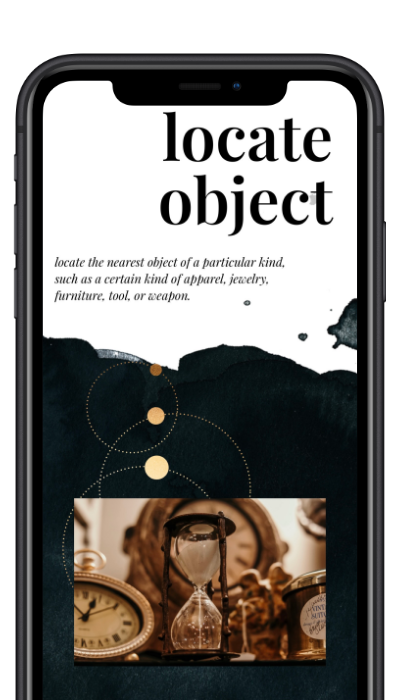 locate
object
locate the nearest object of a particular kind,
such as a certain kind of apparel, jewelry,
furniture, tool, or weapon.